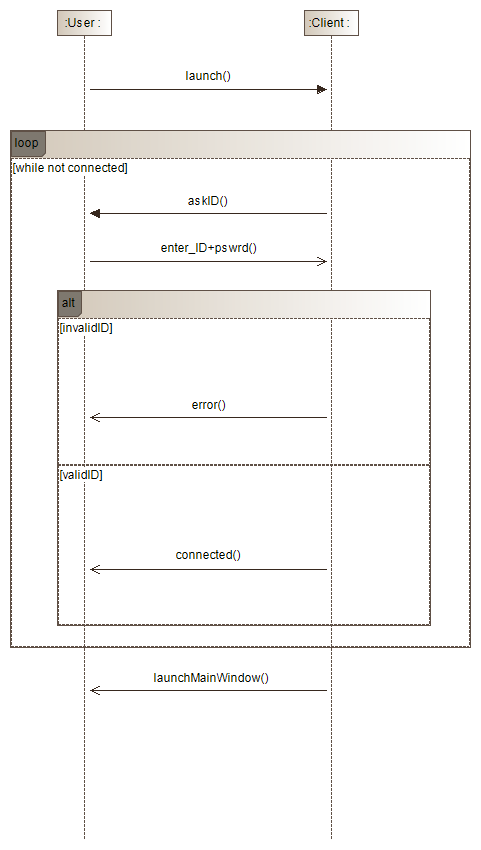 :User :
:Client :
launch()
loop
[while not connected]
askID()
enter_ID+pswrd()
alt
[invalidID]
error()
[validID]
connected()
launchMainWindow()